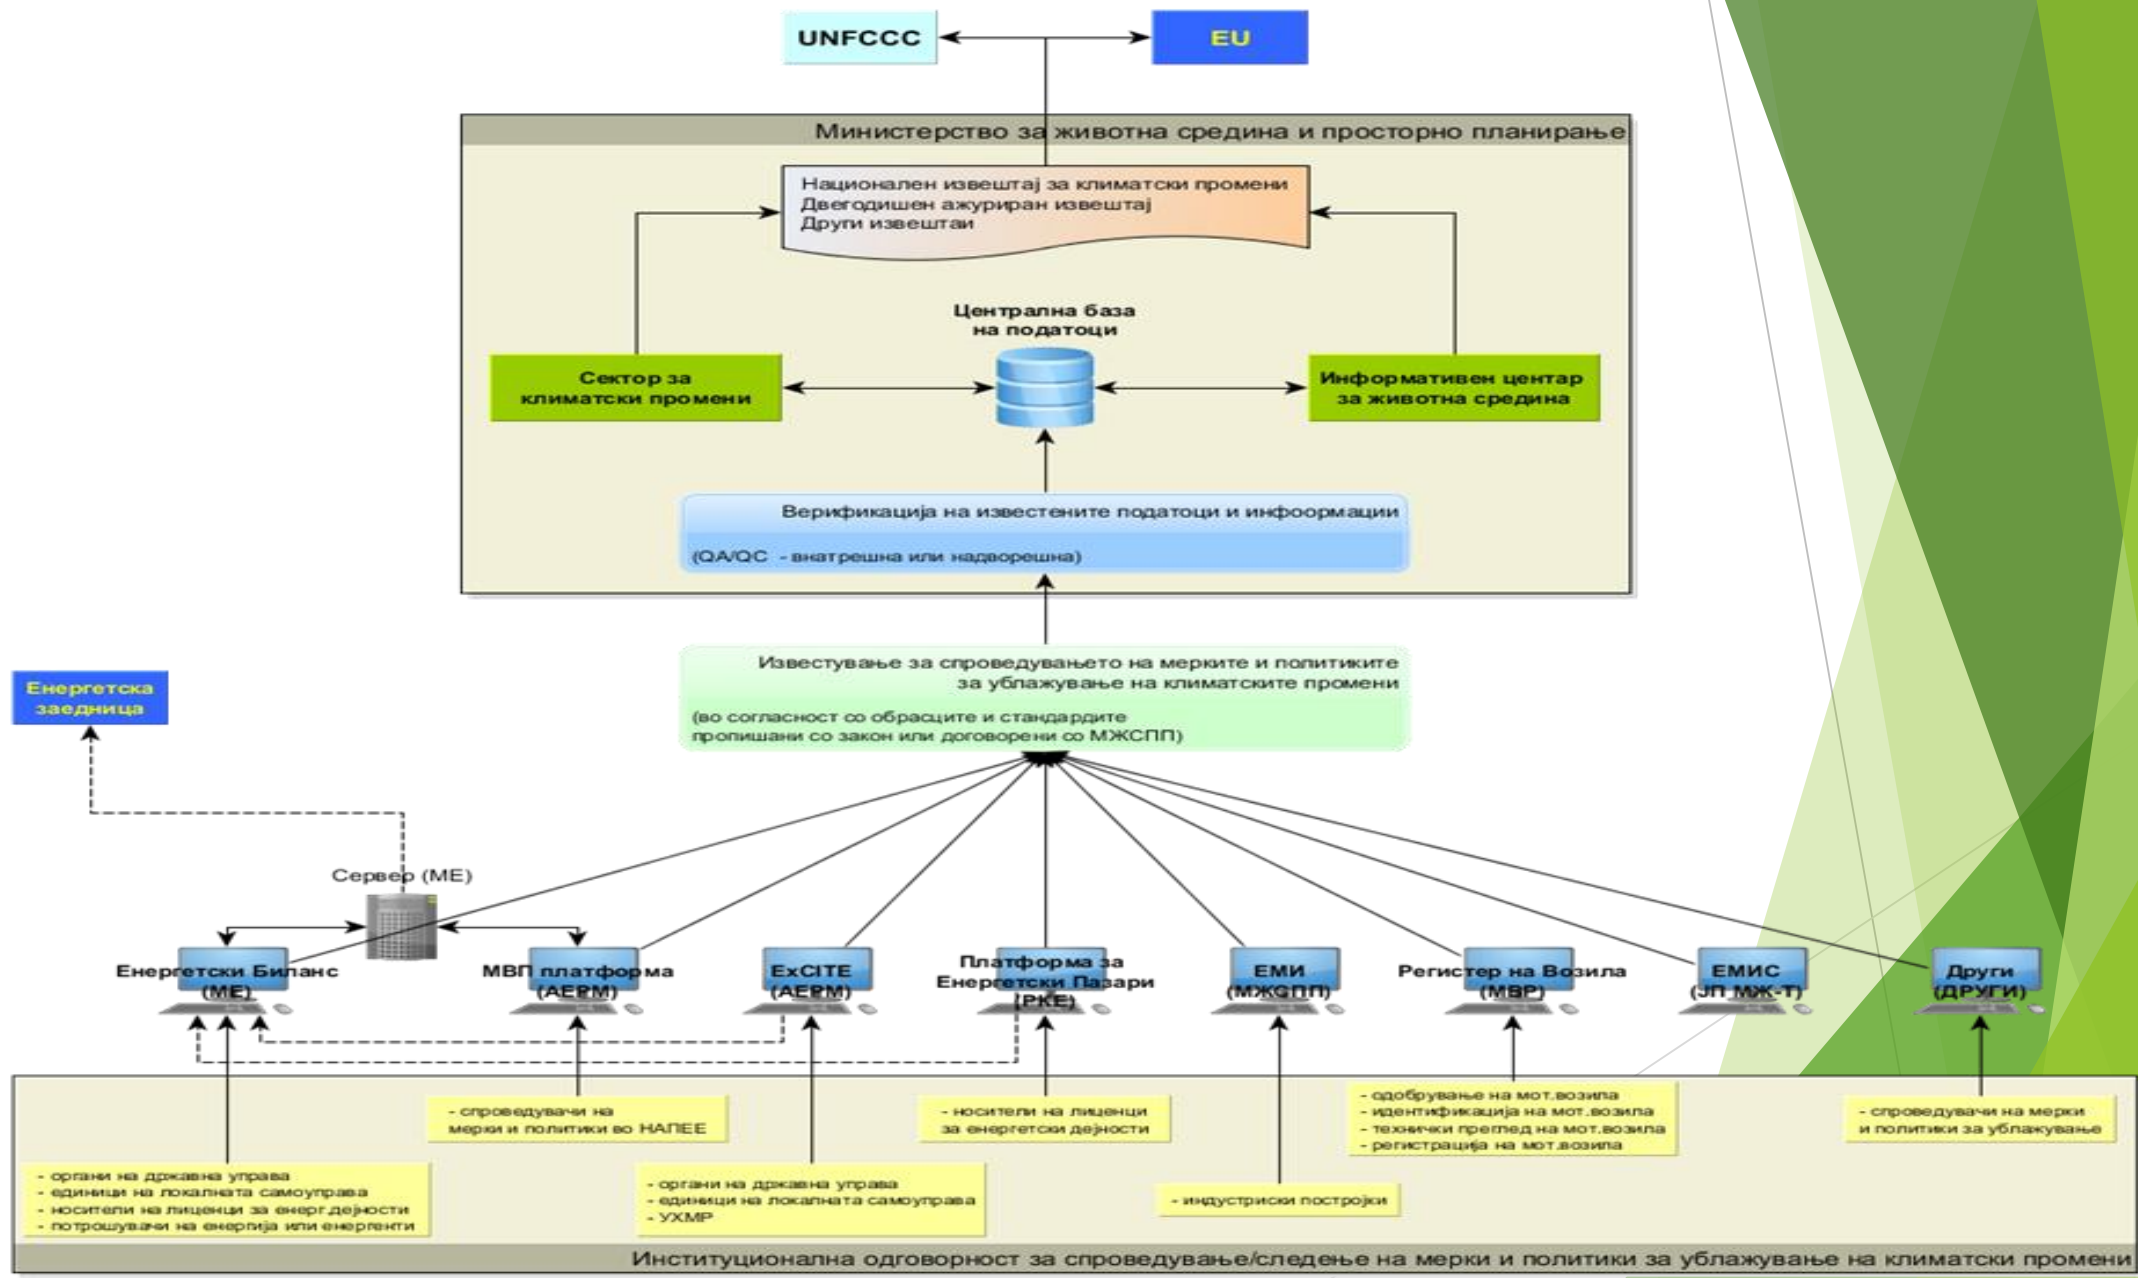 UNFCCC
EU
Министерство за животна средина и просторно планирање
Национален извештај за климатски промени
Двегодишен ажуриран извештај
Други извештаи
Централна база
на податоци
Сектор за
климатски промени
Информативен центар
за животна средина
Верификација на известените податоци и инфоормации
(QA/QC - внатрешна или надворешна)
Известување за спроведувањето на мерките и политиките
за ублажување на климатските промени
(во согласност со обрасците и стандардите
пропишани со закон или договорени со МЖСПП)
Енергетска
заедница
Сервер (МЕ)
Енергетски Биланс
(МЕ)
МВП платформа
(АЕРМ)
ExCITE
(АЕРМ)
Платформа за
Енергетски Пазари
(РКЕ)
ЕМИ
(МЖСПП)
Регистер на Возила
(МВР)
ЕМИС
(ЈП МЖ-Т)
Други
(ДРУГИ)
- органи на државна управа
- единици на локалната самоуправа
- носители на лиценци за енерг.дејности
- потрошувачи на енергија или енергенти
- спроведувачи на
мерки и политики во НАПЕЕ
- органи на државна управа
- единици на локалната самоуправа
- УХМР
- носители на лиценци
за енергетски дејности
- индустриски постројки
- одобрување на мот.возила
- идентификација на мот.возила
- технички преглед на мот.возила
- регистрација на мот.возила
- спроведувачи на мерки
и политики за ублажување
Институционална одговорност за спроведување/следење на мерки и политики за ублажување на климатски промени